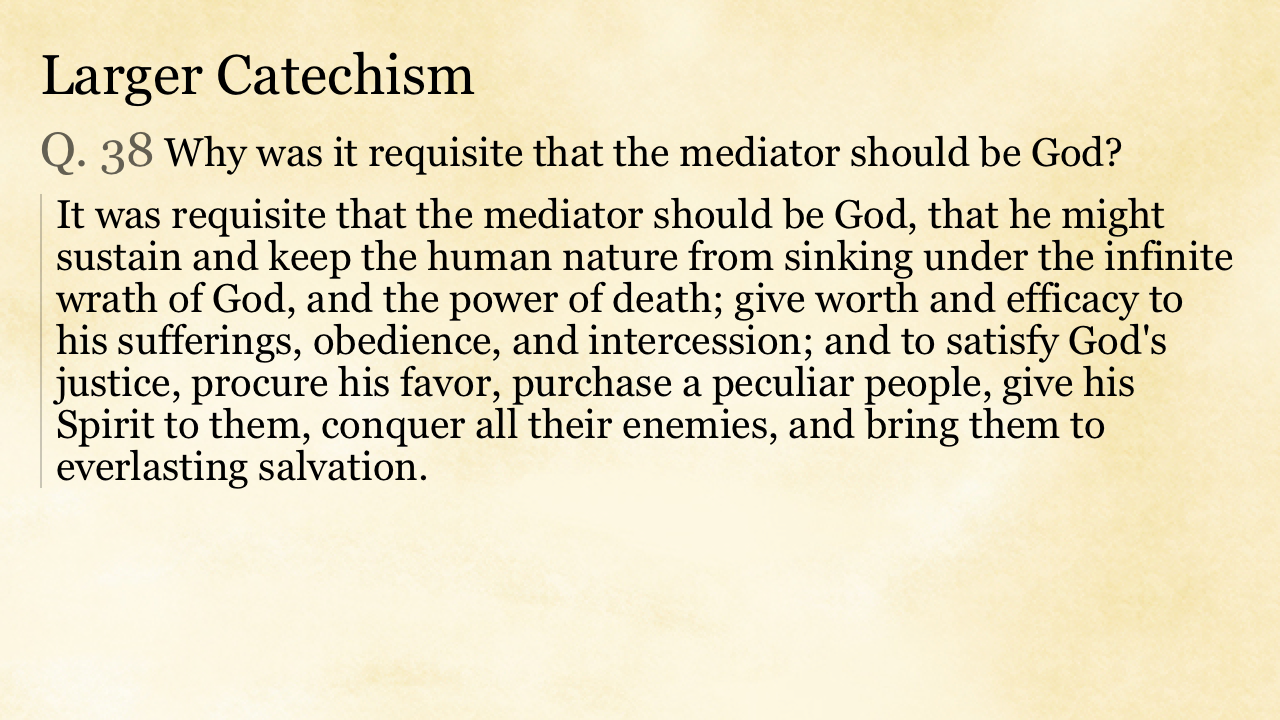 Larger Catechism
Q. 38 Why was it requisite that the mediator should be God?
It was requisite that the mediator should be God, that he might
sustain and keep the human nature from sinking under the infinite
wrath of God, and the power of death; give worth and efficacy to
his sufferings, obedience, and intercession; and to satisfy God's
justice, procure his favor, purchase a peculiar people, give his
Spirit to them, conquer all their enemies, and bring them to
everlasting salvation.